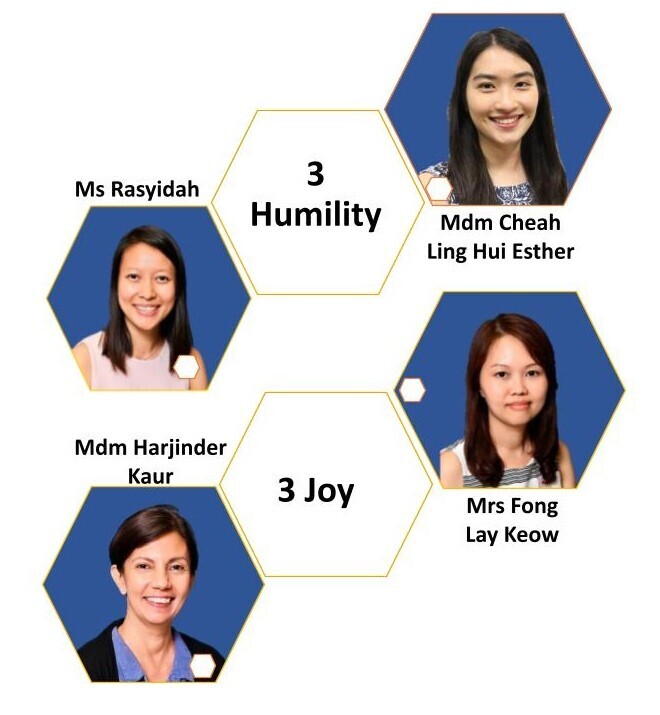 3
Humility
Ms Rasyidah
Mdm Cheah
Ling Hui Esther
3 Joy
Mdm Harjinder
Kaur
Mrs Fong
Lay Keow